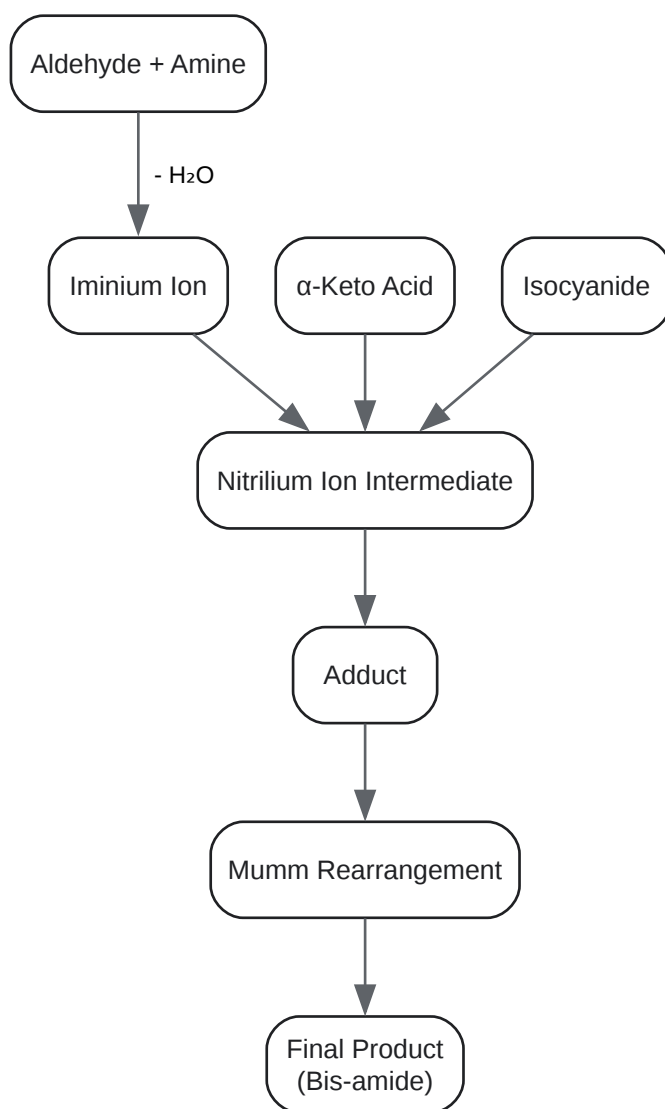 Aldehyde + Amine
- H₂O
Iminium Ion
α-Keto Acid
Isocyanide
Nitrilium Ion Intermediate
Adduct
Mumm Rearrangement
Final Product
(Bis-amide)